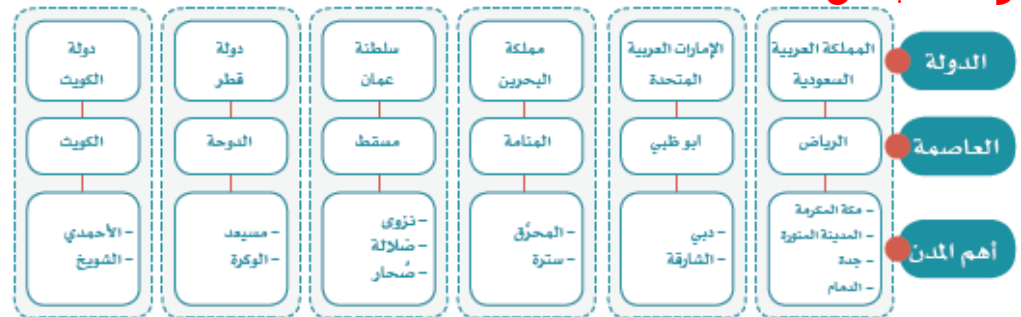 الدولة
المملكة العربية
السعودية
الإمارات العربية
المتحدة
مملكة
البحرين
سلطنة
عمان
دولة
قطر
دولة
الكويت
العاصمة
الرياض
ابو ظبي
المنامة
مسقط
الدوحة
الكويت
أهم المدن
- مكة المكرمة
- المدينة المنورة
- جدة
- الدمام
- دبي
- الشارقة
- المحرَّق
- سترة
- نزوى
- صَلالة
- صُحار
- مسيعد
- الوكرة
- الأحمدي
- الشويخ